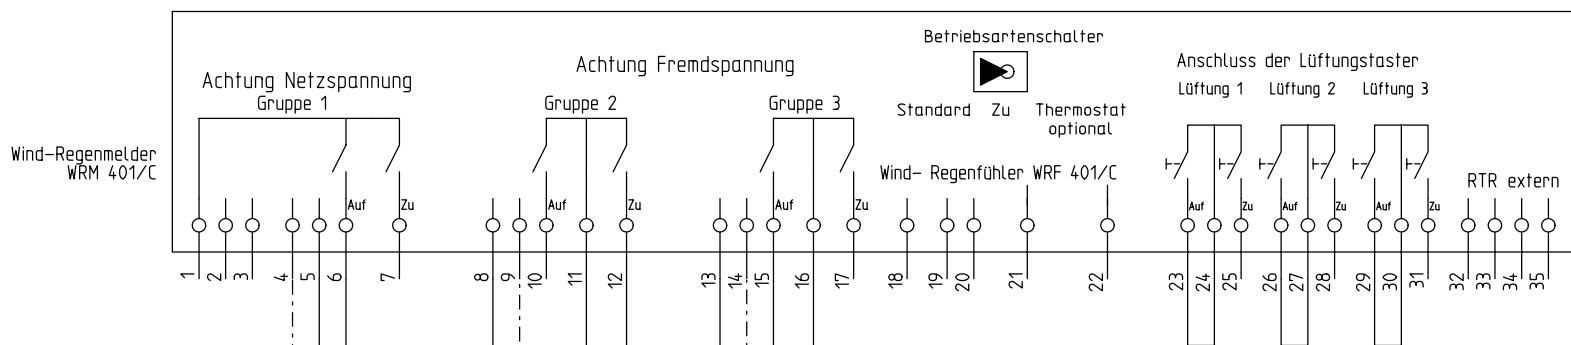 Betriebsartenschalter
Achtung Netzspannung
Achtung Fremdspannung
Anschluss der Lüftungstaster
Gruppe 1
Gruppe 2
Gruppe 3
Standard Zu Thermostat
optional
Lüftung 1 Lüftung 2 Lüftung 3
Wind-Regenmelder
WRM 401/C
Wind- Regenfühler WRF 401/C
RTR extern
Auf Zu Auf Zu Auf Zu Auf Zu Auf Zu Auf Zu
1 2 3 4 5 6 7 8 9 10 11 12 13 14 15 16 17 18 19 20 21 22 23 24 25 26 27 28 29 30 31 32 33 34 35